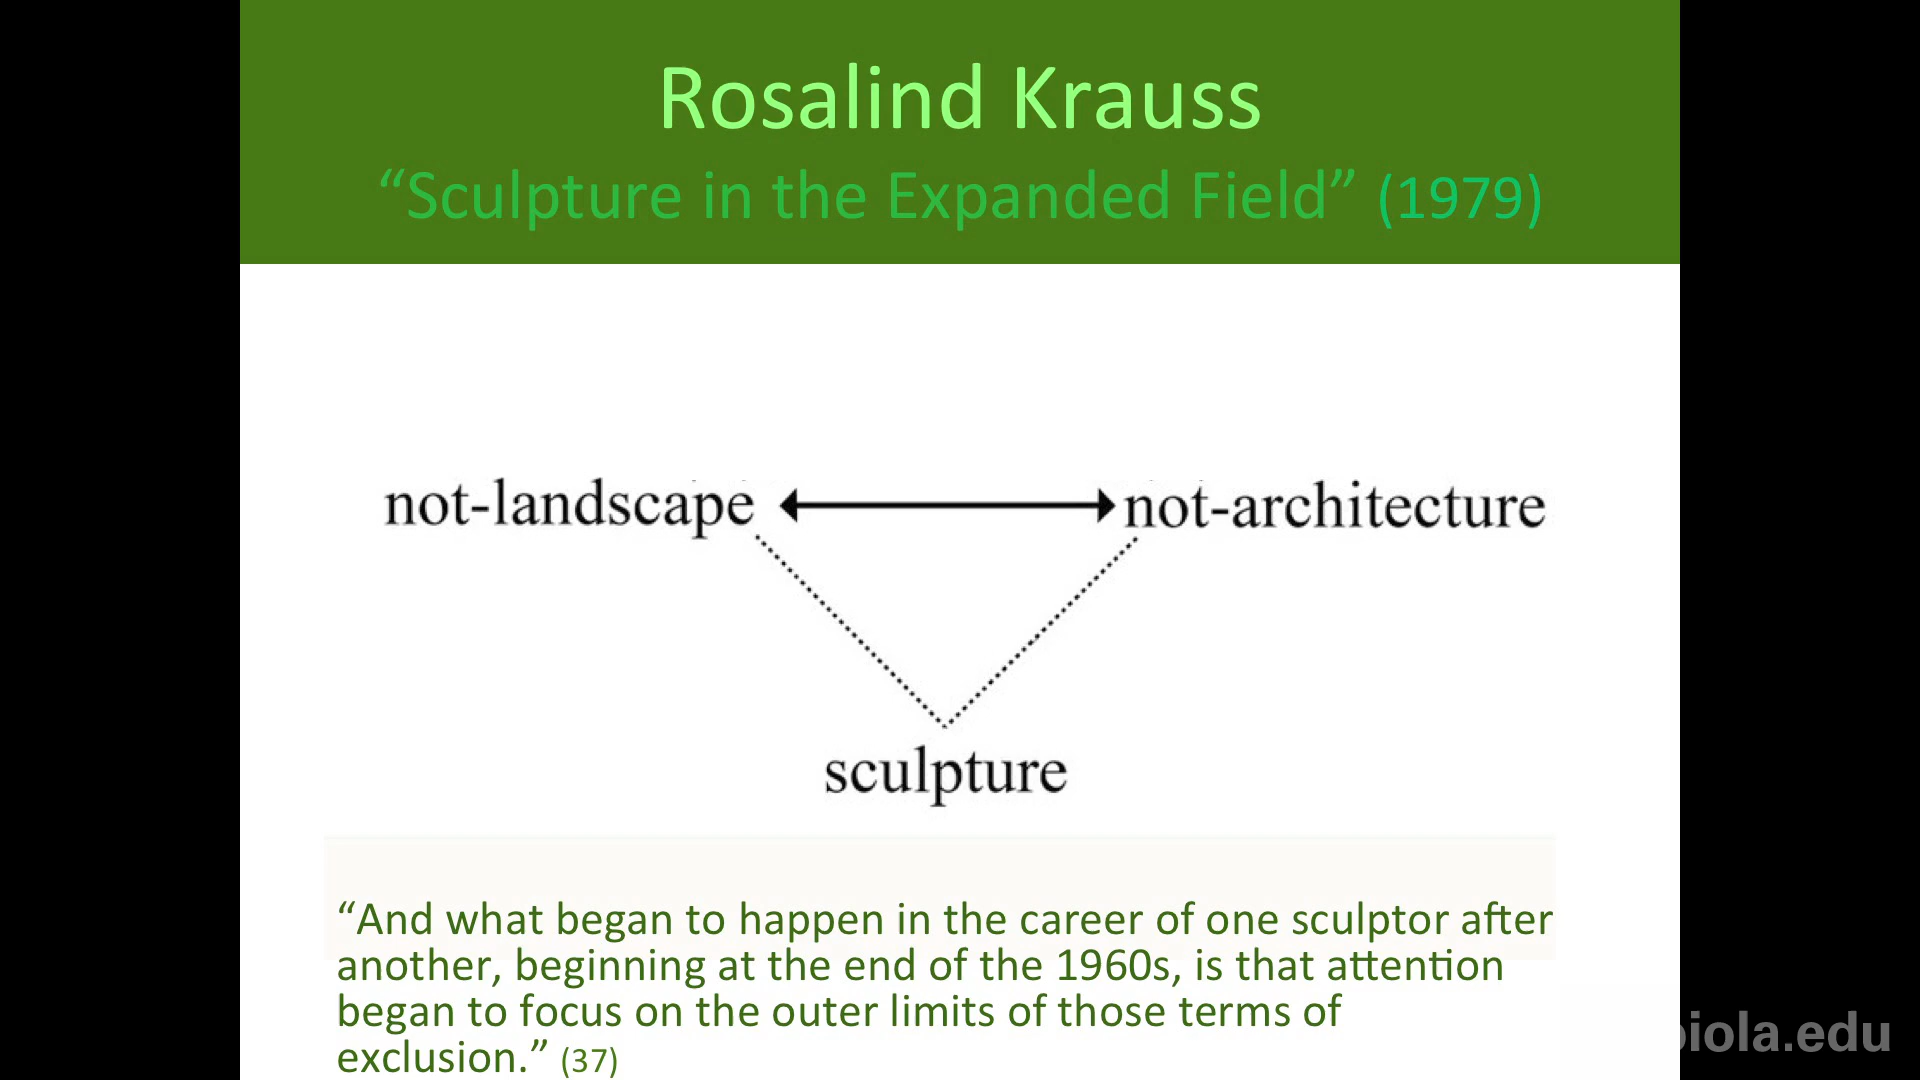 Rosalind Krauss
“Sculpture in the Expanded Field” (1979)
not-landscape not-architecture
sculpture
“And what began to happen in the career of one sculptor after
another, beginning at the end of the 1960s, is that attention
began to focus on the outer limits of those terms of
exclusion.” (37)
biola.edu